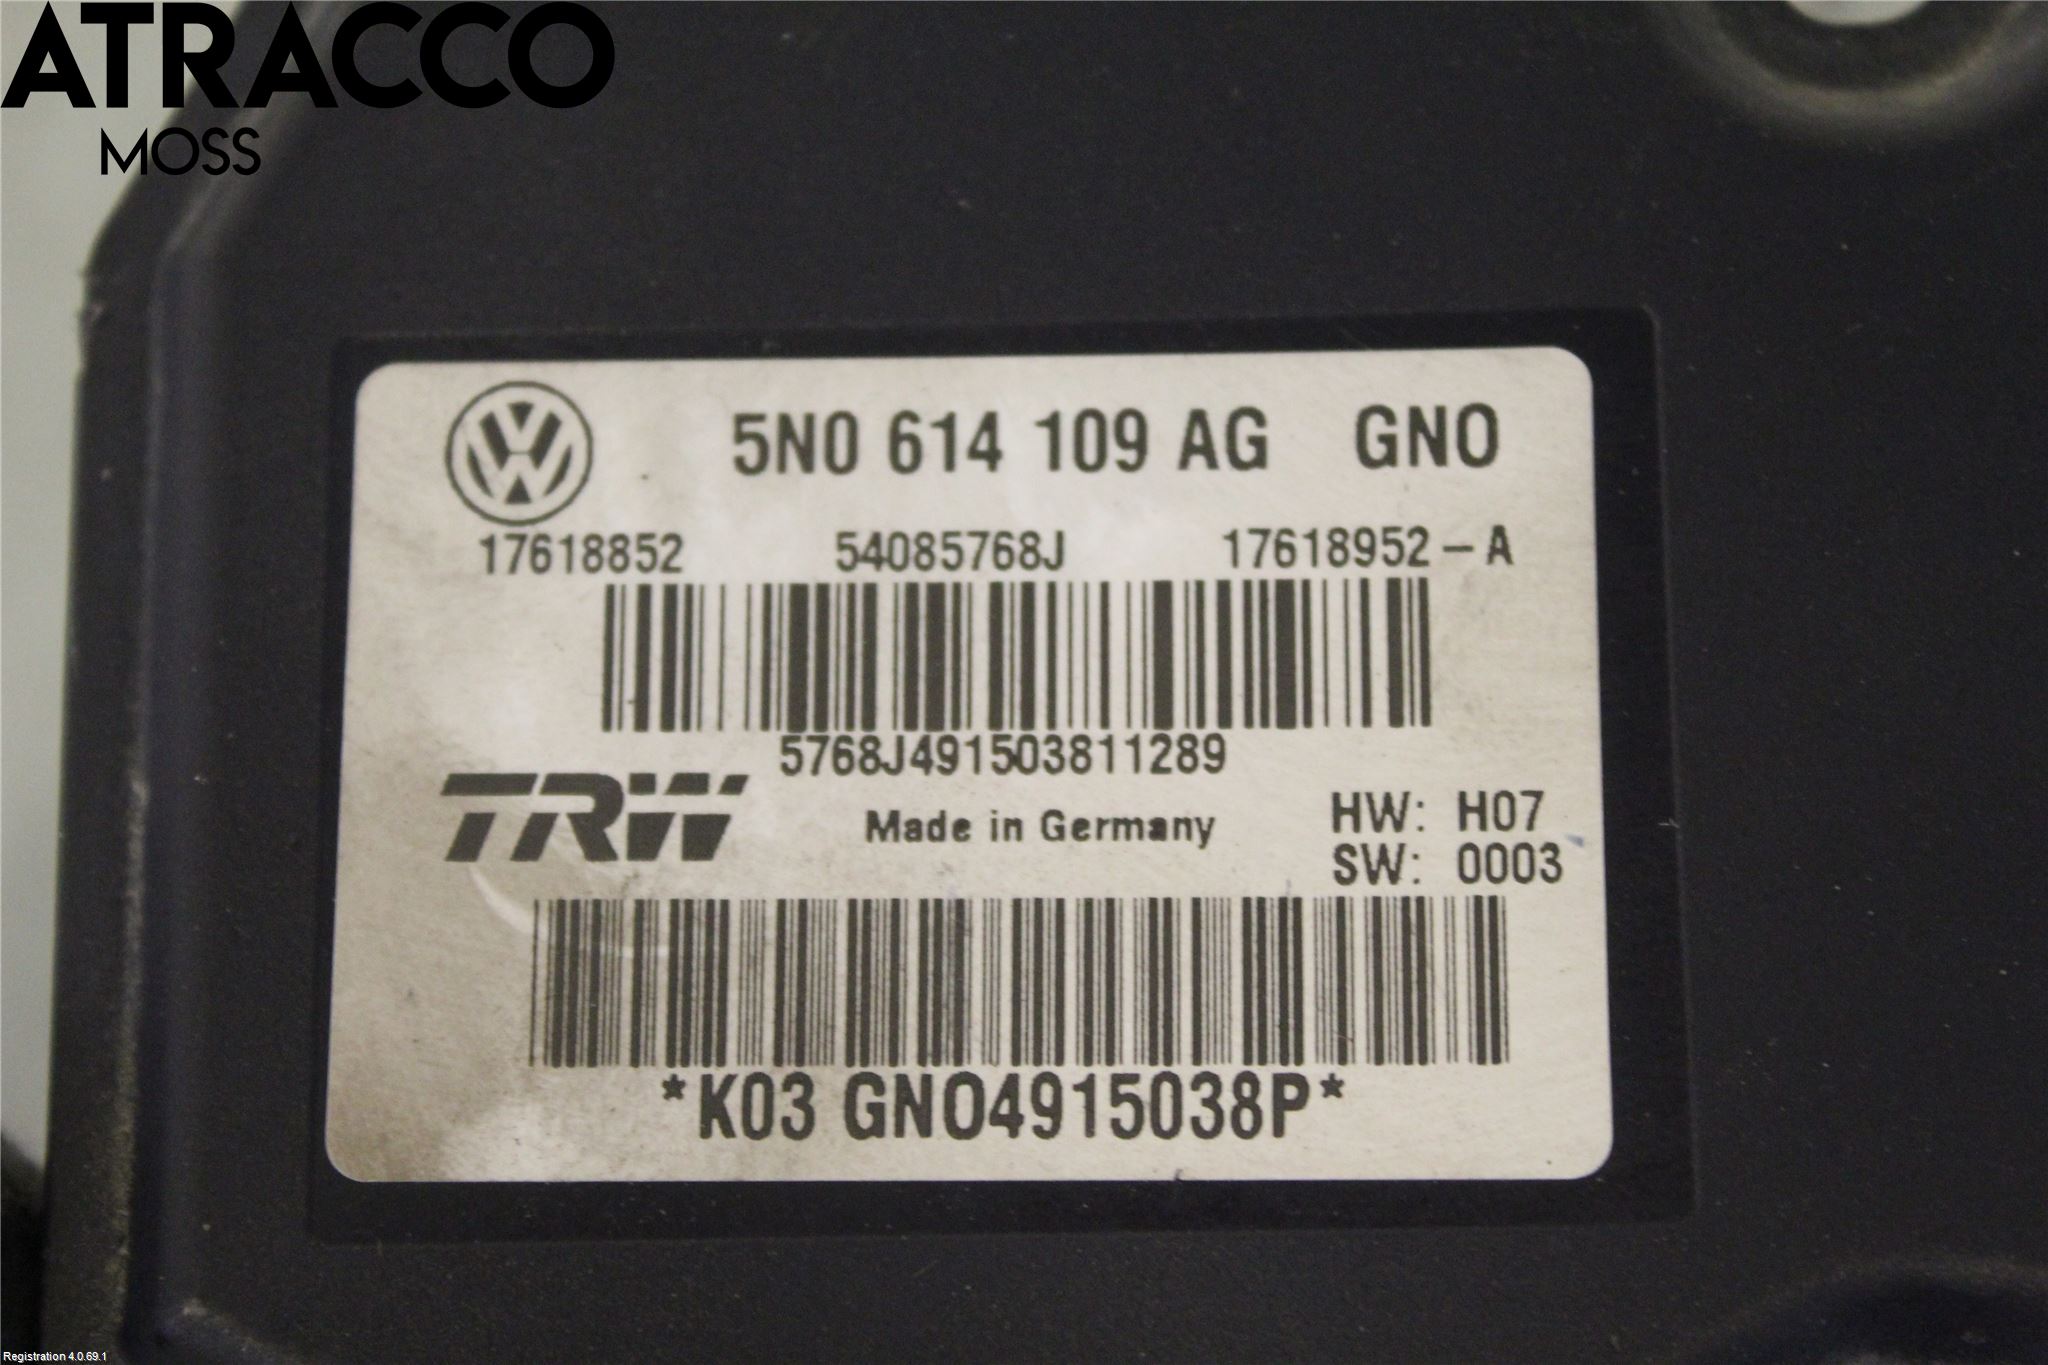 ATRACCO
MOSS
5N0 614 109 AG GNO
17618852 54085768J 17618952-A
5768J491503811289
TRW
Made in Germany
HW: H07
SW: 0003
*K03 GNO4915038P*
Registration 4.0.69.1